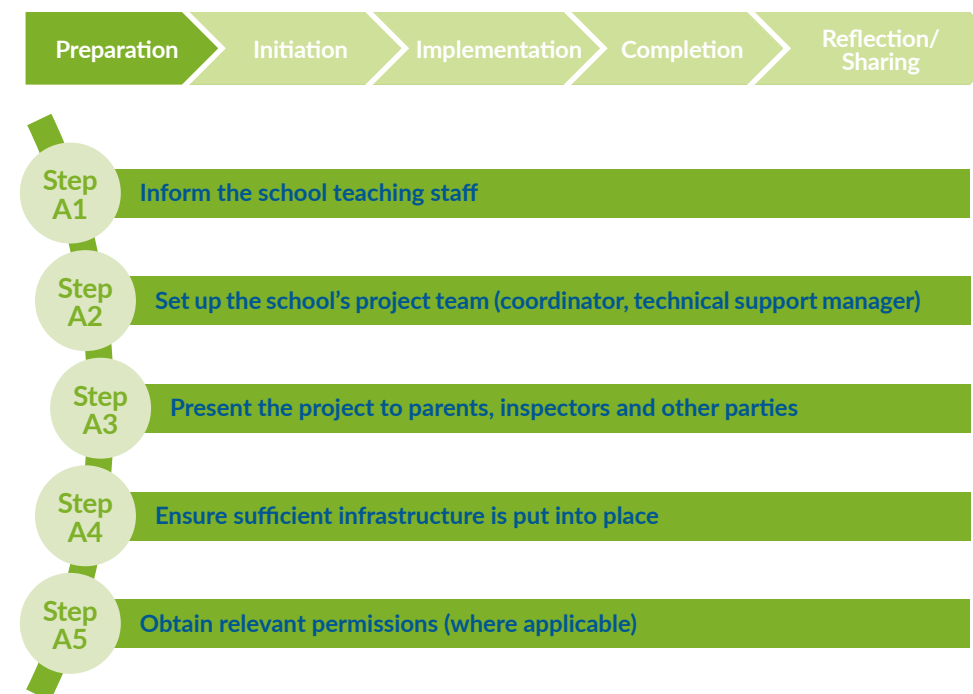 Preparation
Initiation
Implementation
Completion
Reflection/
Sharing
Step
A1
Inform the school teaching staff
Step
A2
Set up the school’s project team (coordinator, technical support manager)
Step
A3
Present the project to parents, inspectors and other parties
Step
A4
Ensure sufficient infrastructure is put into place
Step
A5
Obtain relevant permissions (where applicable)